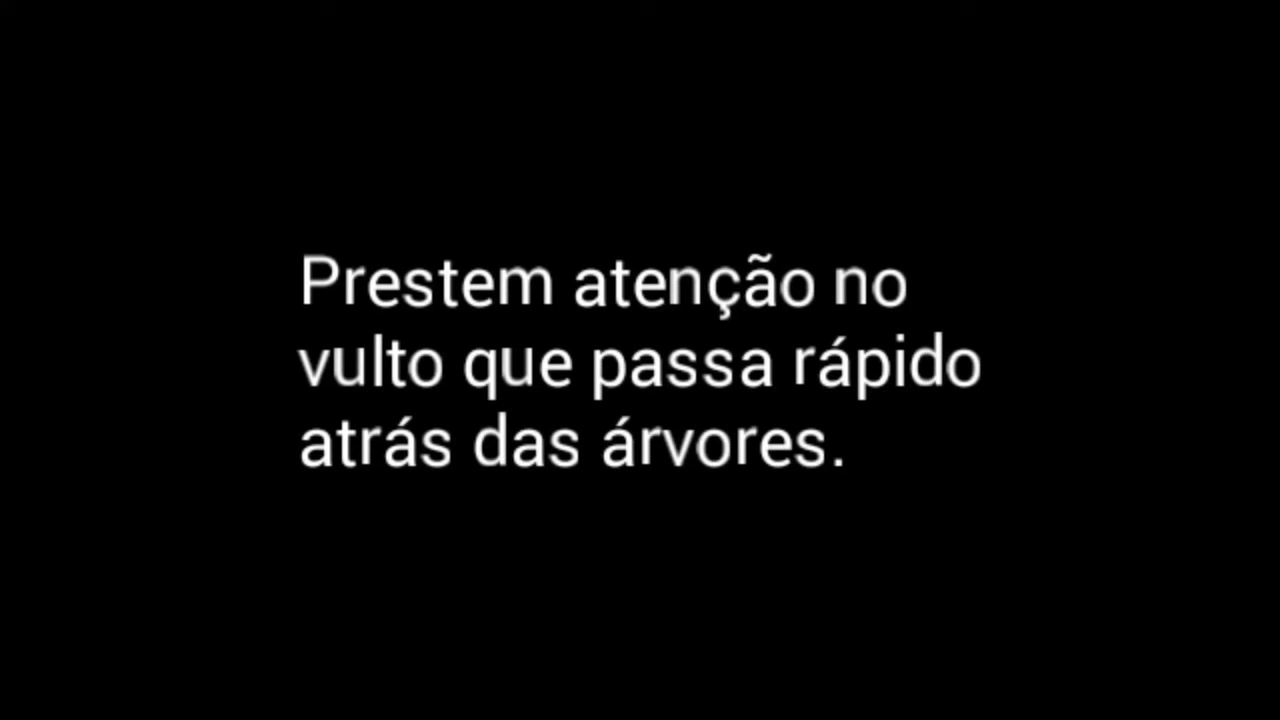 Prestem atenção no
vulto que passa rápido
atrás das árvores.